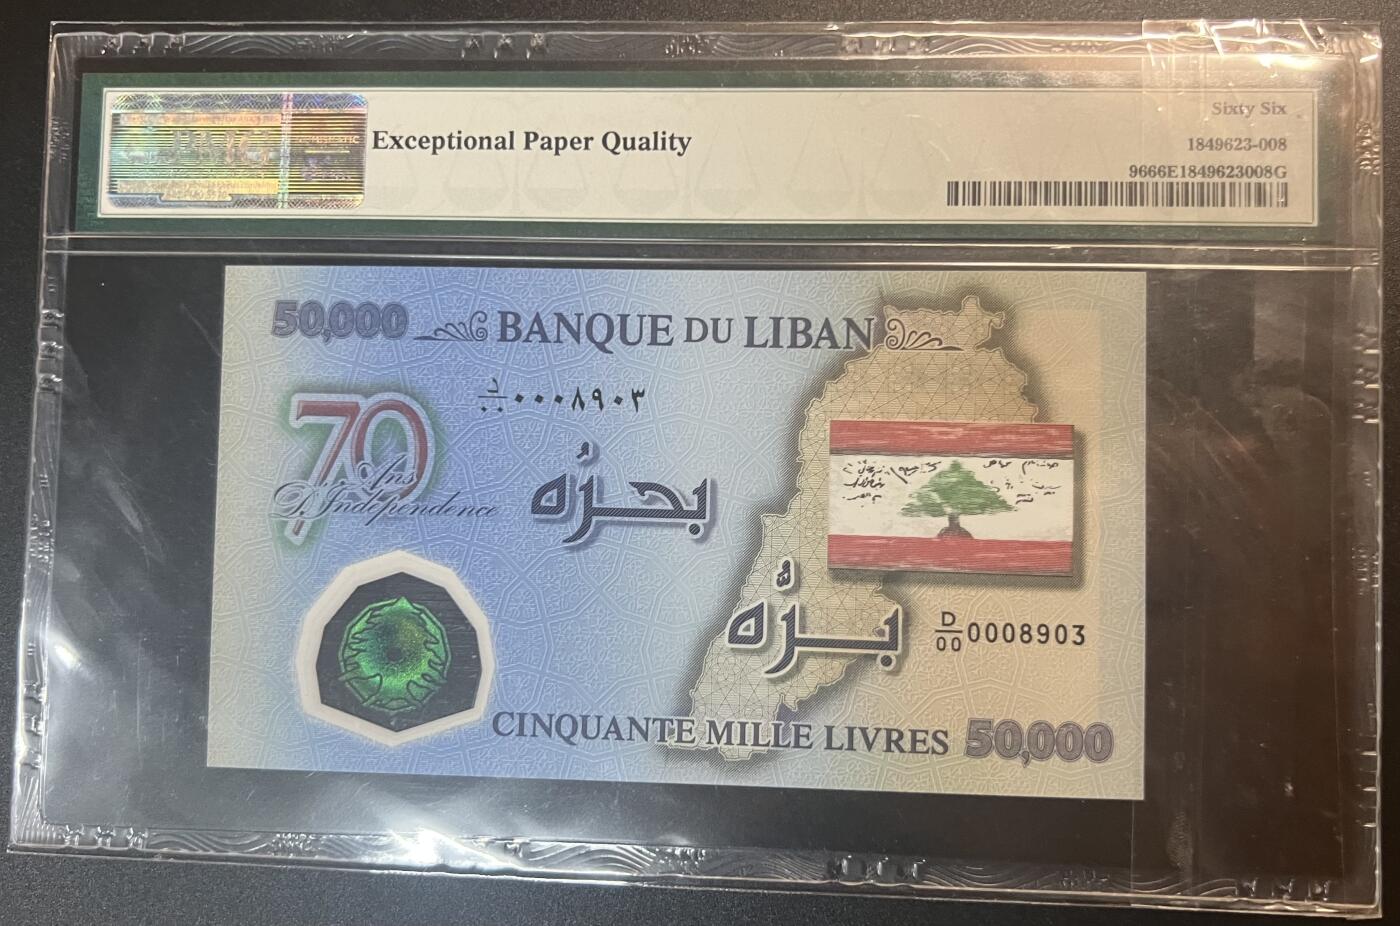 Sixty Six
Exceptional Paper Quality
1849623-008
9666E1849623008G
50,000 BANQUE DU LIBAN
د/٠٠ ٠٠٠٨٩٠٣
70
Ans
D'Indépendence
بحرُه
برُّه
D/00 0008903
CINQUANTE MILLE LIVRES 50,000